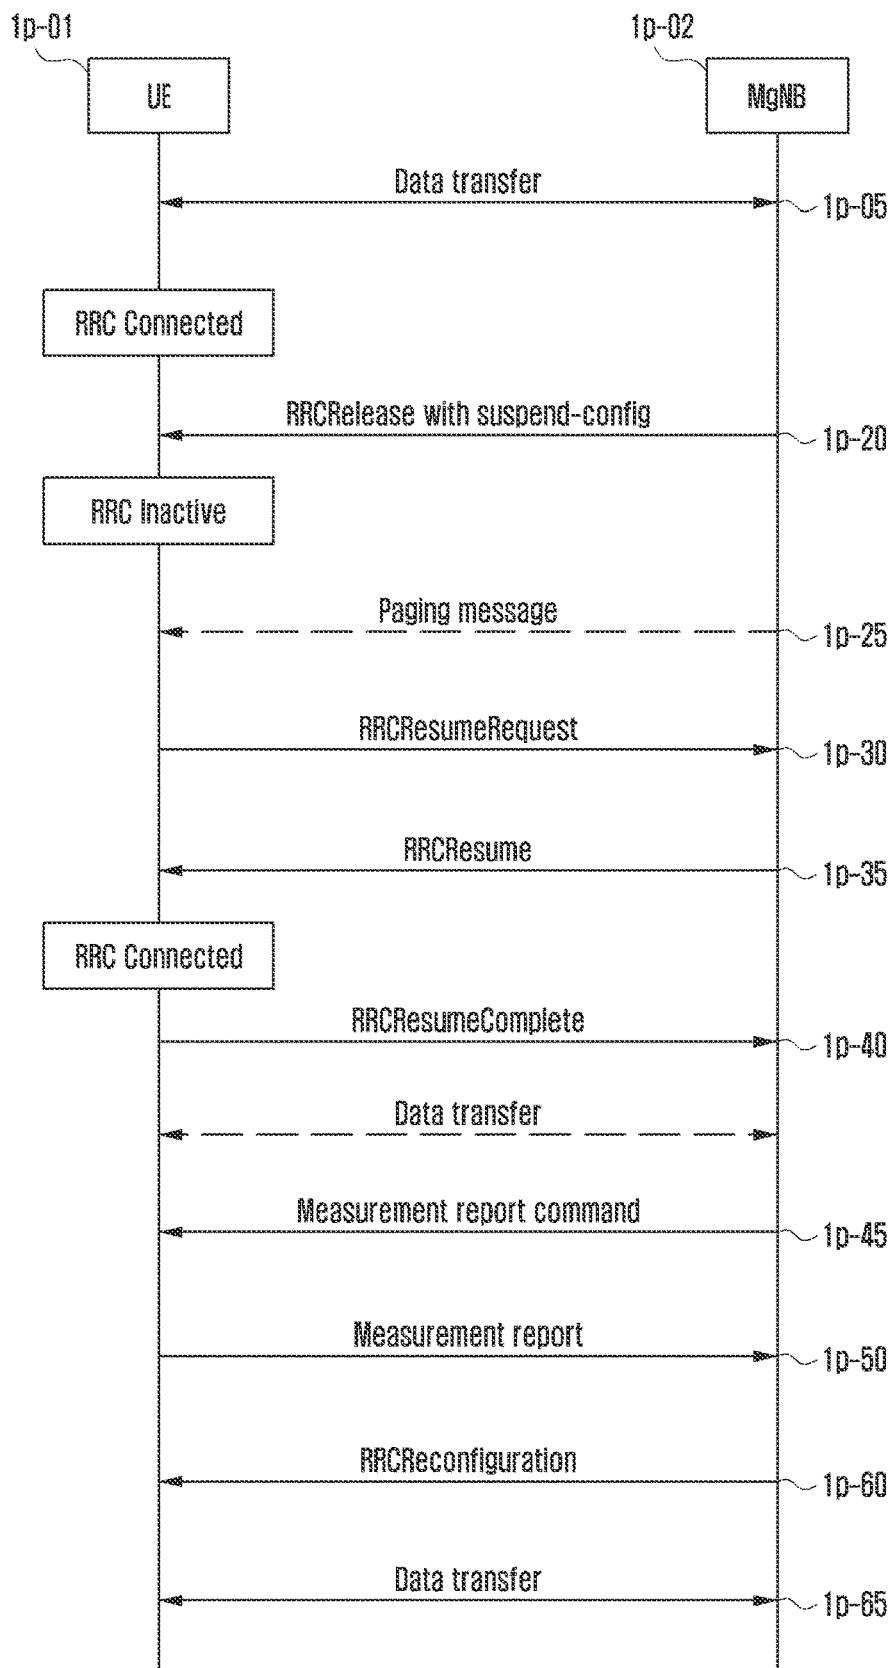 1p-01
1p-02
UE
MgNB
Data transfer
1p-05
RRC Connected
RRCRelease with suspend-config
1p-20
RRC Inactive
Paging message
1p-25
RRCResumeRequest
1p-30
RRCResume
1p-35
RRC Connected
RRCResumeComplete
1p-40
Data transfer
Measurement report command
1p-45
Measurement report
1p-50
RRCReconfiguration
1p-60
Data transfer
1p-65